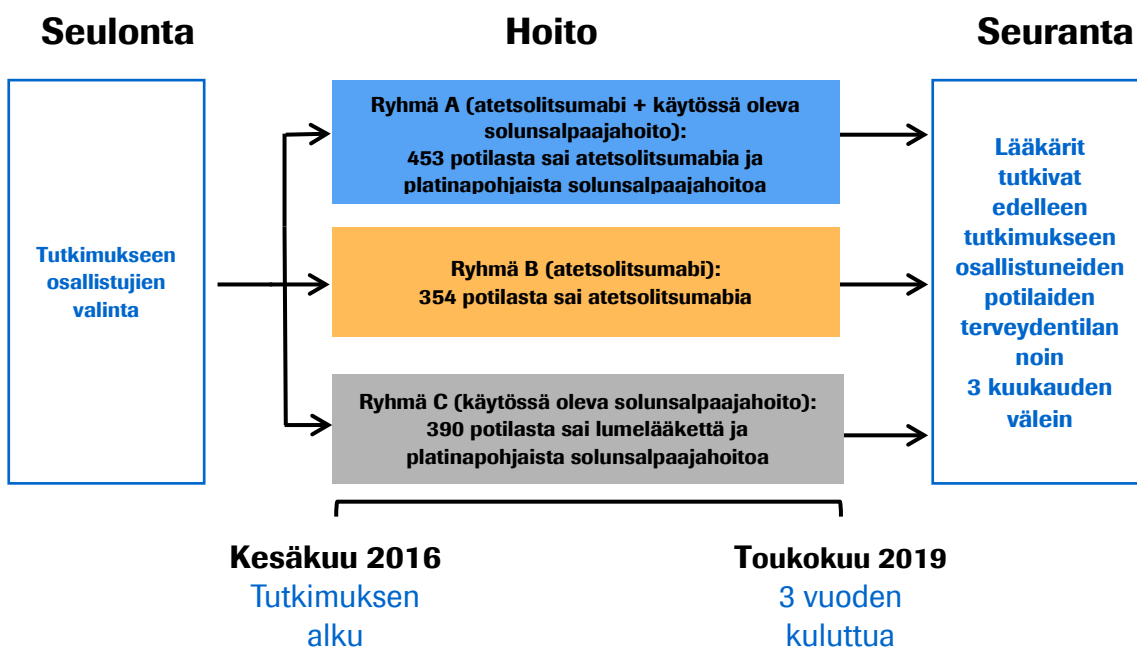 Seulonta
Hoito
Seuranta
Tutkimukseen
osallistujien
valinta
Ryhmä A (atetsolitsumabi + käytössä oleva
solunsalpaajahoito):
453 potilasta sai atetsolitsumabia ja
platinapohjaista solunsalpaajahoitoa
Ryhmä B (atetsolitsumabi):
354 potilasta sai atetsolitsumabia
Ryhmä C (käytössä oleva solunsalpaajahoito):
390 potilasta sai lumelääkettä ja
platinapohjaista solunsalpaajahoitoa
Lääkärit
tutkivat
edelleen
tutkimukseen
osallistuneiden
potilaiden
terveydentilan
noin
3 kuukauden
välein
Kesäkuu 2016
Tutkimuksen
alku
Toukokuu 2019
3 vuoden
kuluttua